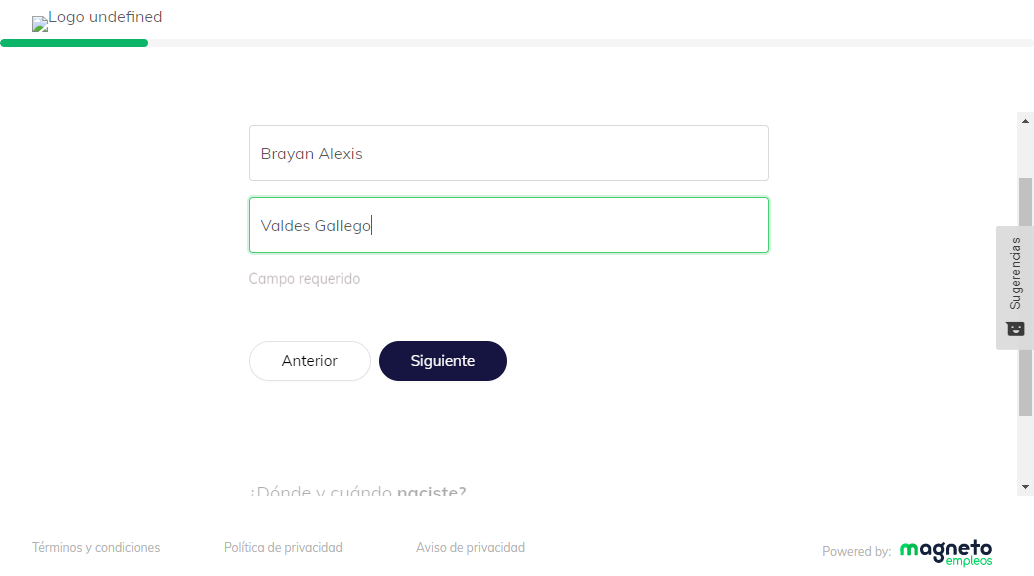 Logo undefined
Brayan Alexis
Valdes Gallego
Campo requerido
Anterior
Siguiente
¿Dónde y cuándo naciste?
Sugerencias
Términos y condiciones
Política de privacidad
Aviso de privacidad
Powered by:
magneto
empleos